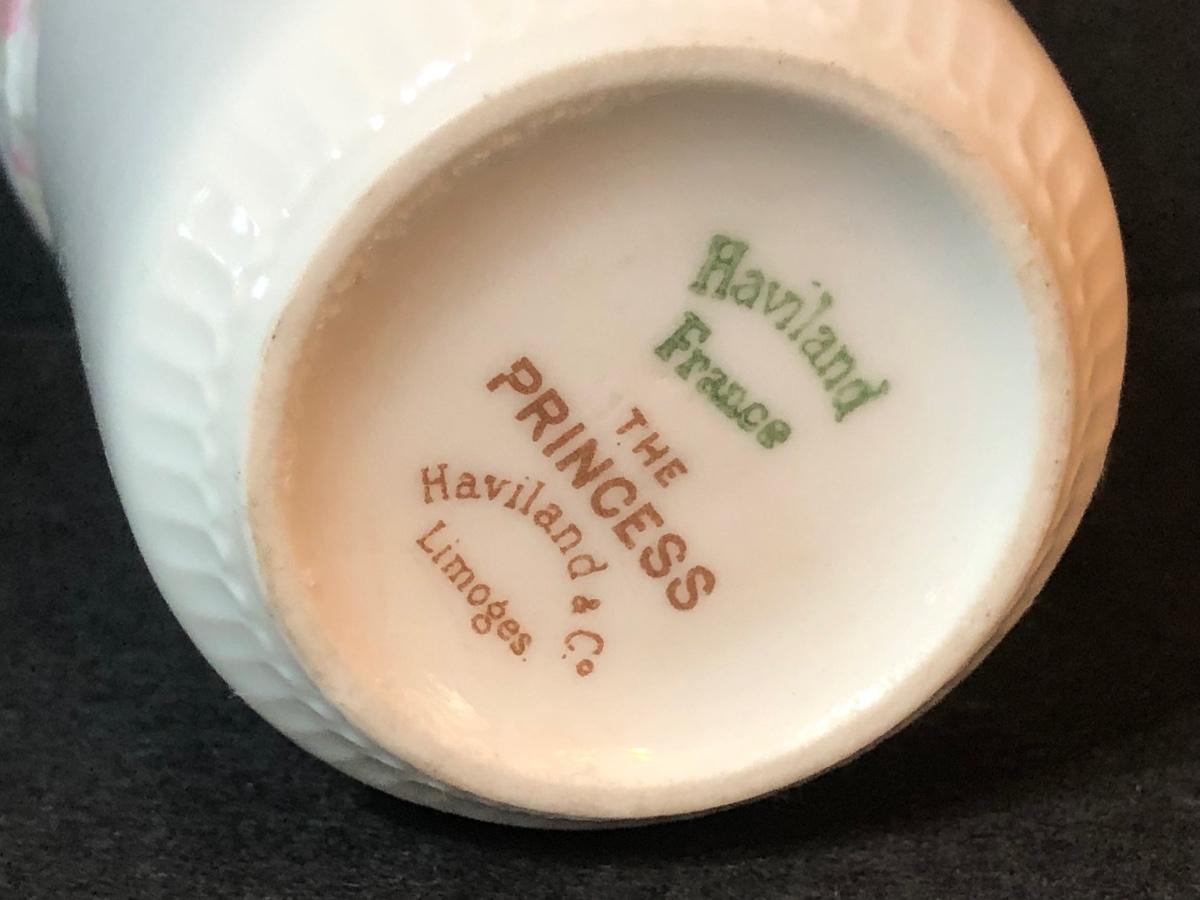 Haviland
France
THE
PRINCESS
Haviland & Co
Limoges.